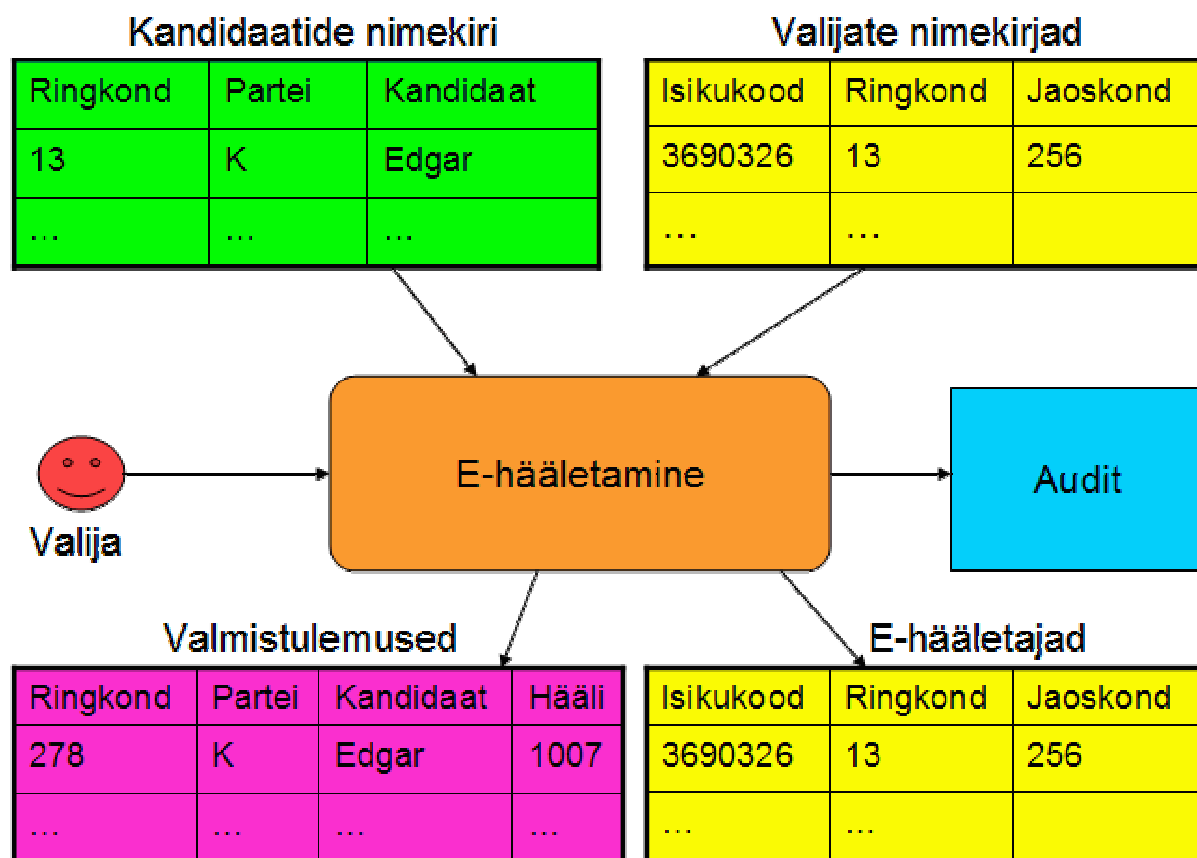 Kandidaatide nimekiri
Ringkond Partei Kandidaat
13 K Edgar
... ... ...
Valijate nimekirjad
Isikukood Ringkond Jaoskond
3690326 13 256
... ...
Valija
E-hääletamine
Audit
Valmistulemused
Ringkond Partei Kandidaat Hääli
278 K Edgar 1007
... ... ... ...
E-hääletajad
Isikukood Ringkond Jaoskond
3690326 13 256
... ...